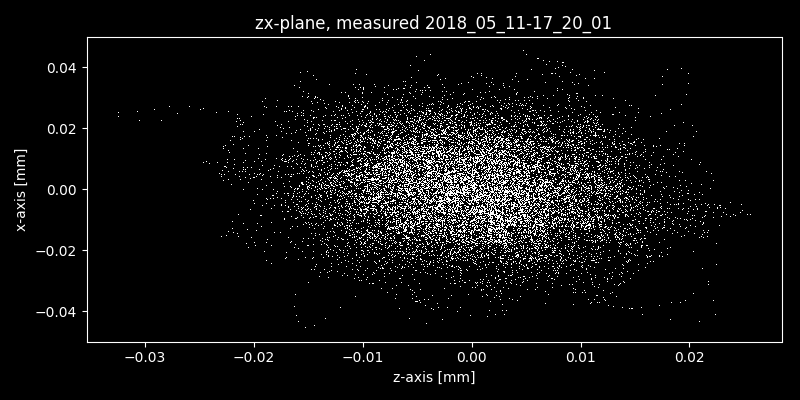 zx-plane, measured 2018_05_11-17_20_01
0.04
0.02
0.00
−0.02
−0.04
x-axis [mm]
−0.03 −0.02 −0.01 0.00 0.01 0.02
z-axis [mm]